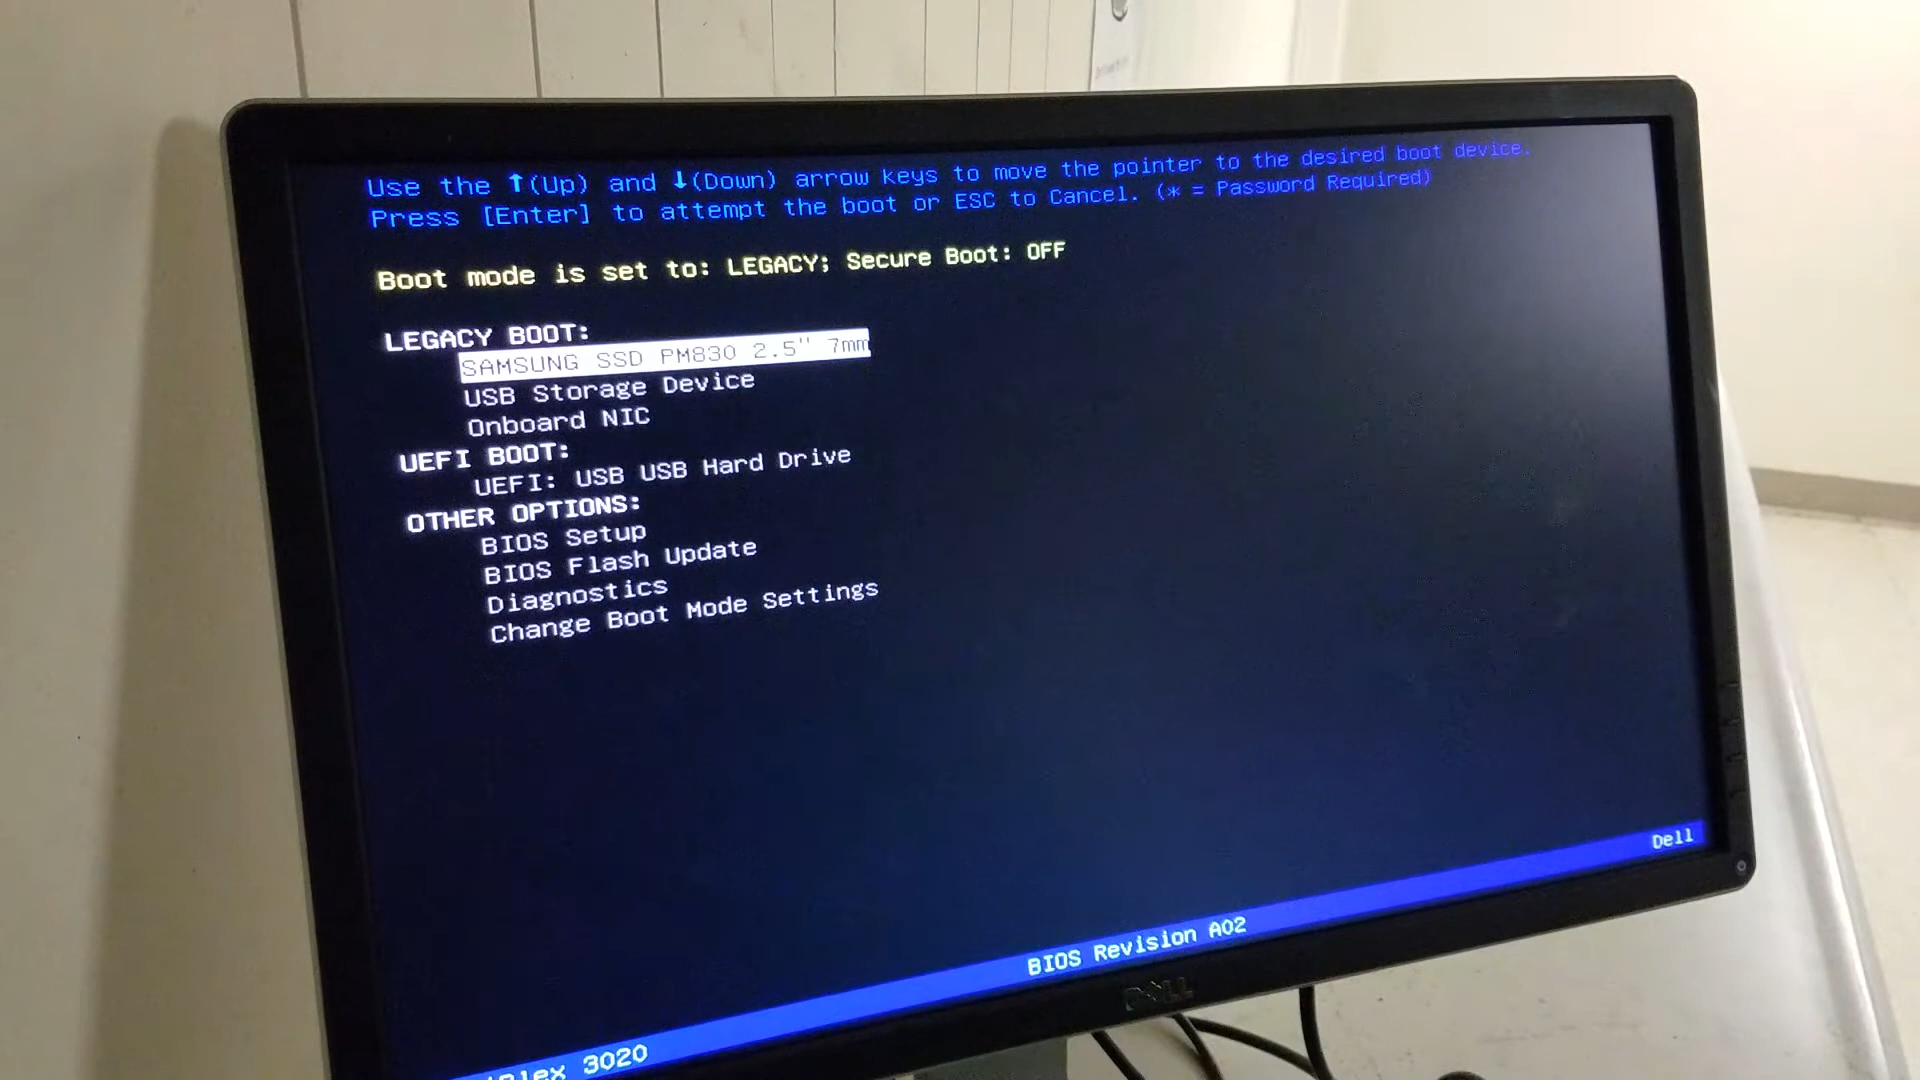 Use the ↑(Up) and ↓(Down) arrow keys to move the pointer to the desired boot device.
Press [Enter] to attempt the boot or ESC to Cancel. (* = Password Required)
Boot mode is set to: LEGACY; Secure Boot: OFF
LEGACY BOOT:
SAMSUNG SSD PM830 2.5" 7mm
USB Storage Device
Onboard NIC
UEFI BOOT:
UEFI: USB USB Hard Drive
OTHER OPTIONS:
BIOS Setup
BIOS Flash Update
Diagnostics
Change Boot Mode Settings
Dell
BIOS Revision A02
3020
DELL